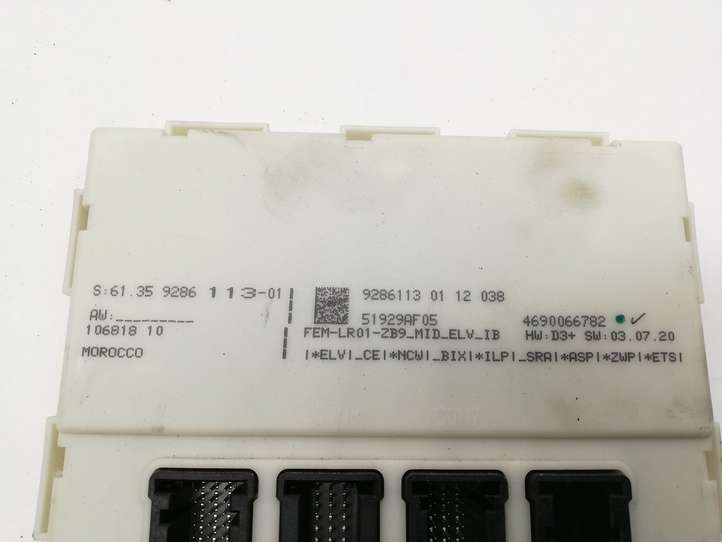 S:61.35 9286 113-01
AW:_________
106818 10
MOROCCO
9286113 01 12 038
51929AF05 4690066782
FEM-LR01-ZB9_MID_ELV_IB HW:D3+ SW:03.07.20
|*ELV|_CE|*NCW|_BIX|*ILP|_SRA|*ASP|*ZWP|*ETS|